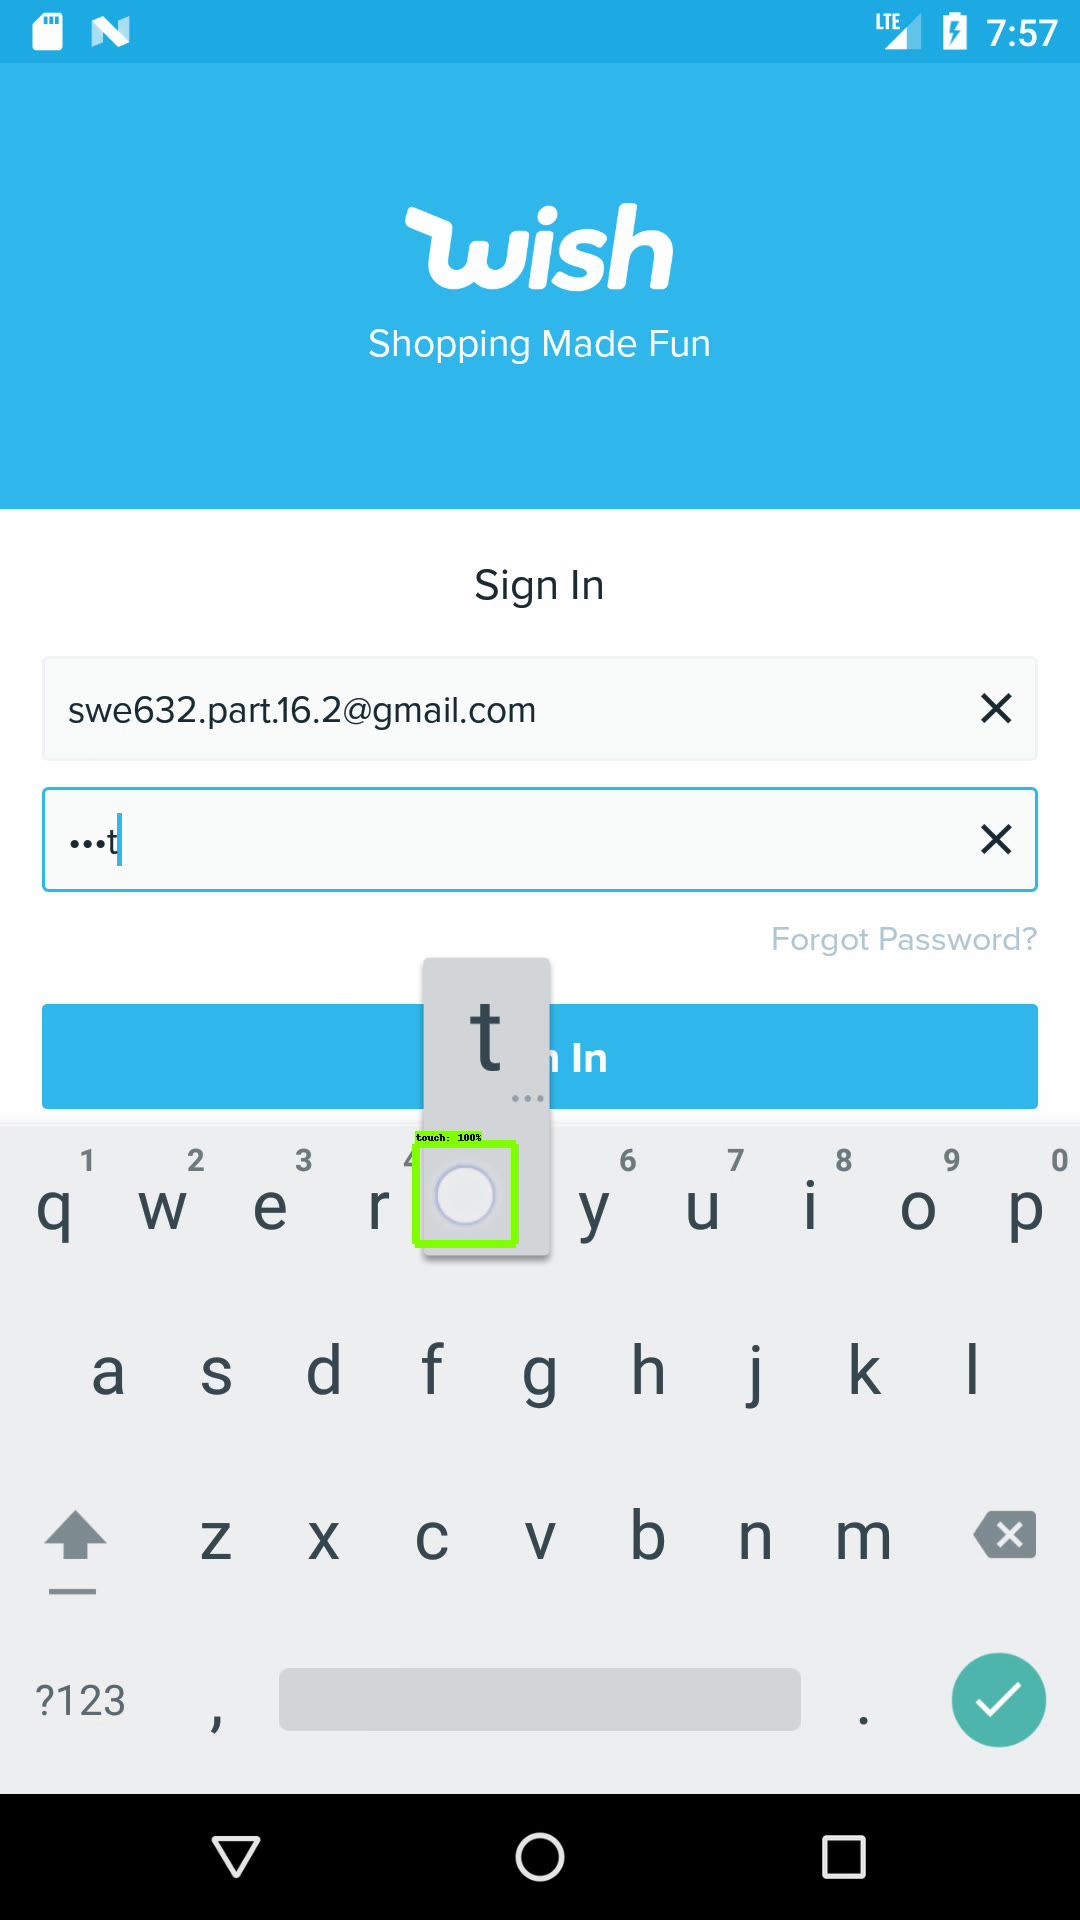 LTE 7:57
wish
Shopping Made Fun
Sign In
swe632.part.16.2@gmail.com
•••t
Forgot Password?
t
n In
...
touch: 100%
1 2 3 4 6 7 8 9 0
q w e r y u i o p
a s d f g h j k l
z x c v b n m
?123 , .